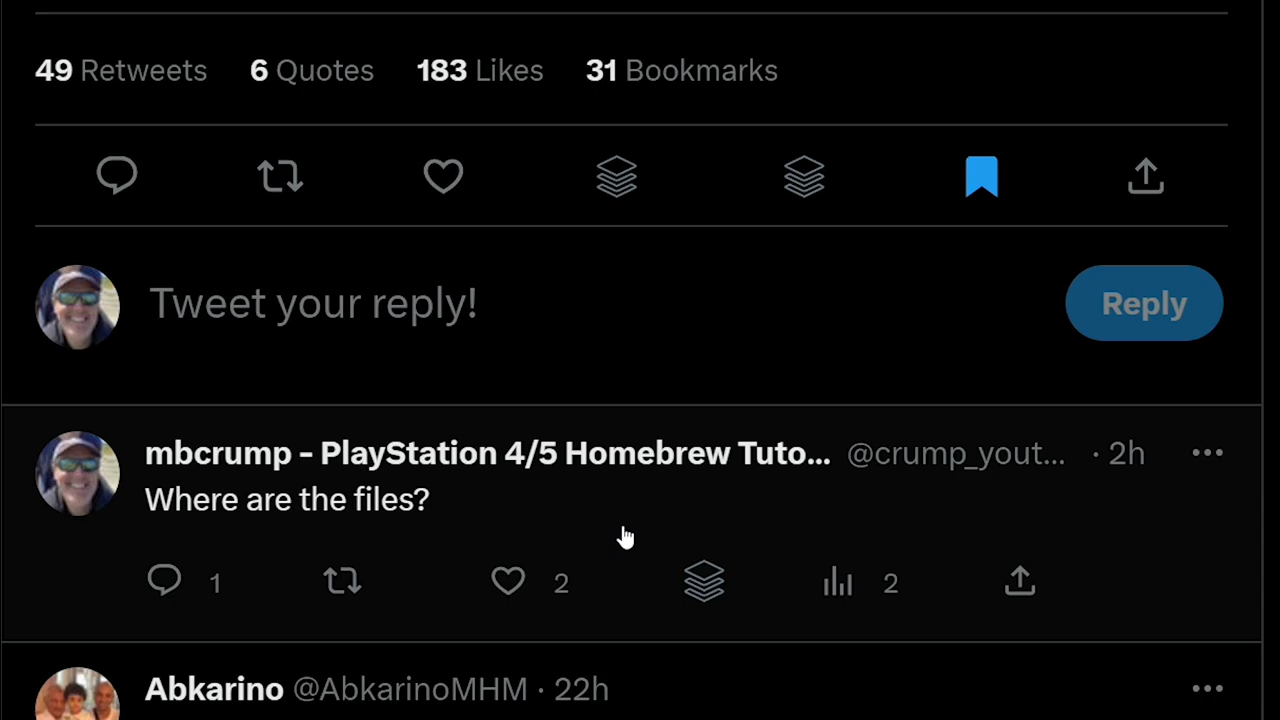 49 Retweets 6 Quotes 183 Likes 31 Bookmarks
Tweet your reply!
Reply
mbcrump - PlayStation 4/5 Homebrew Tuto... @crump_yout... · 2h
Where are the files?
1 2 2
Abkarino @AbkarinoMHM · 22h